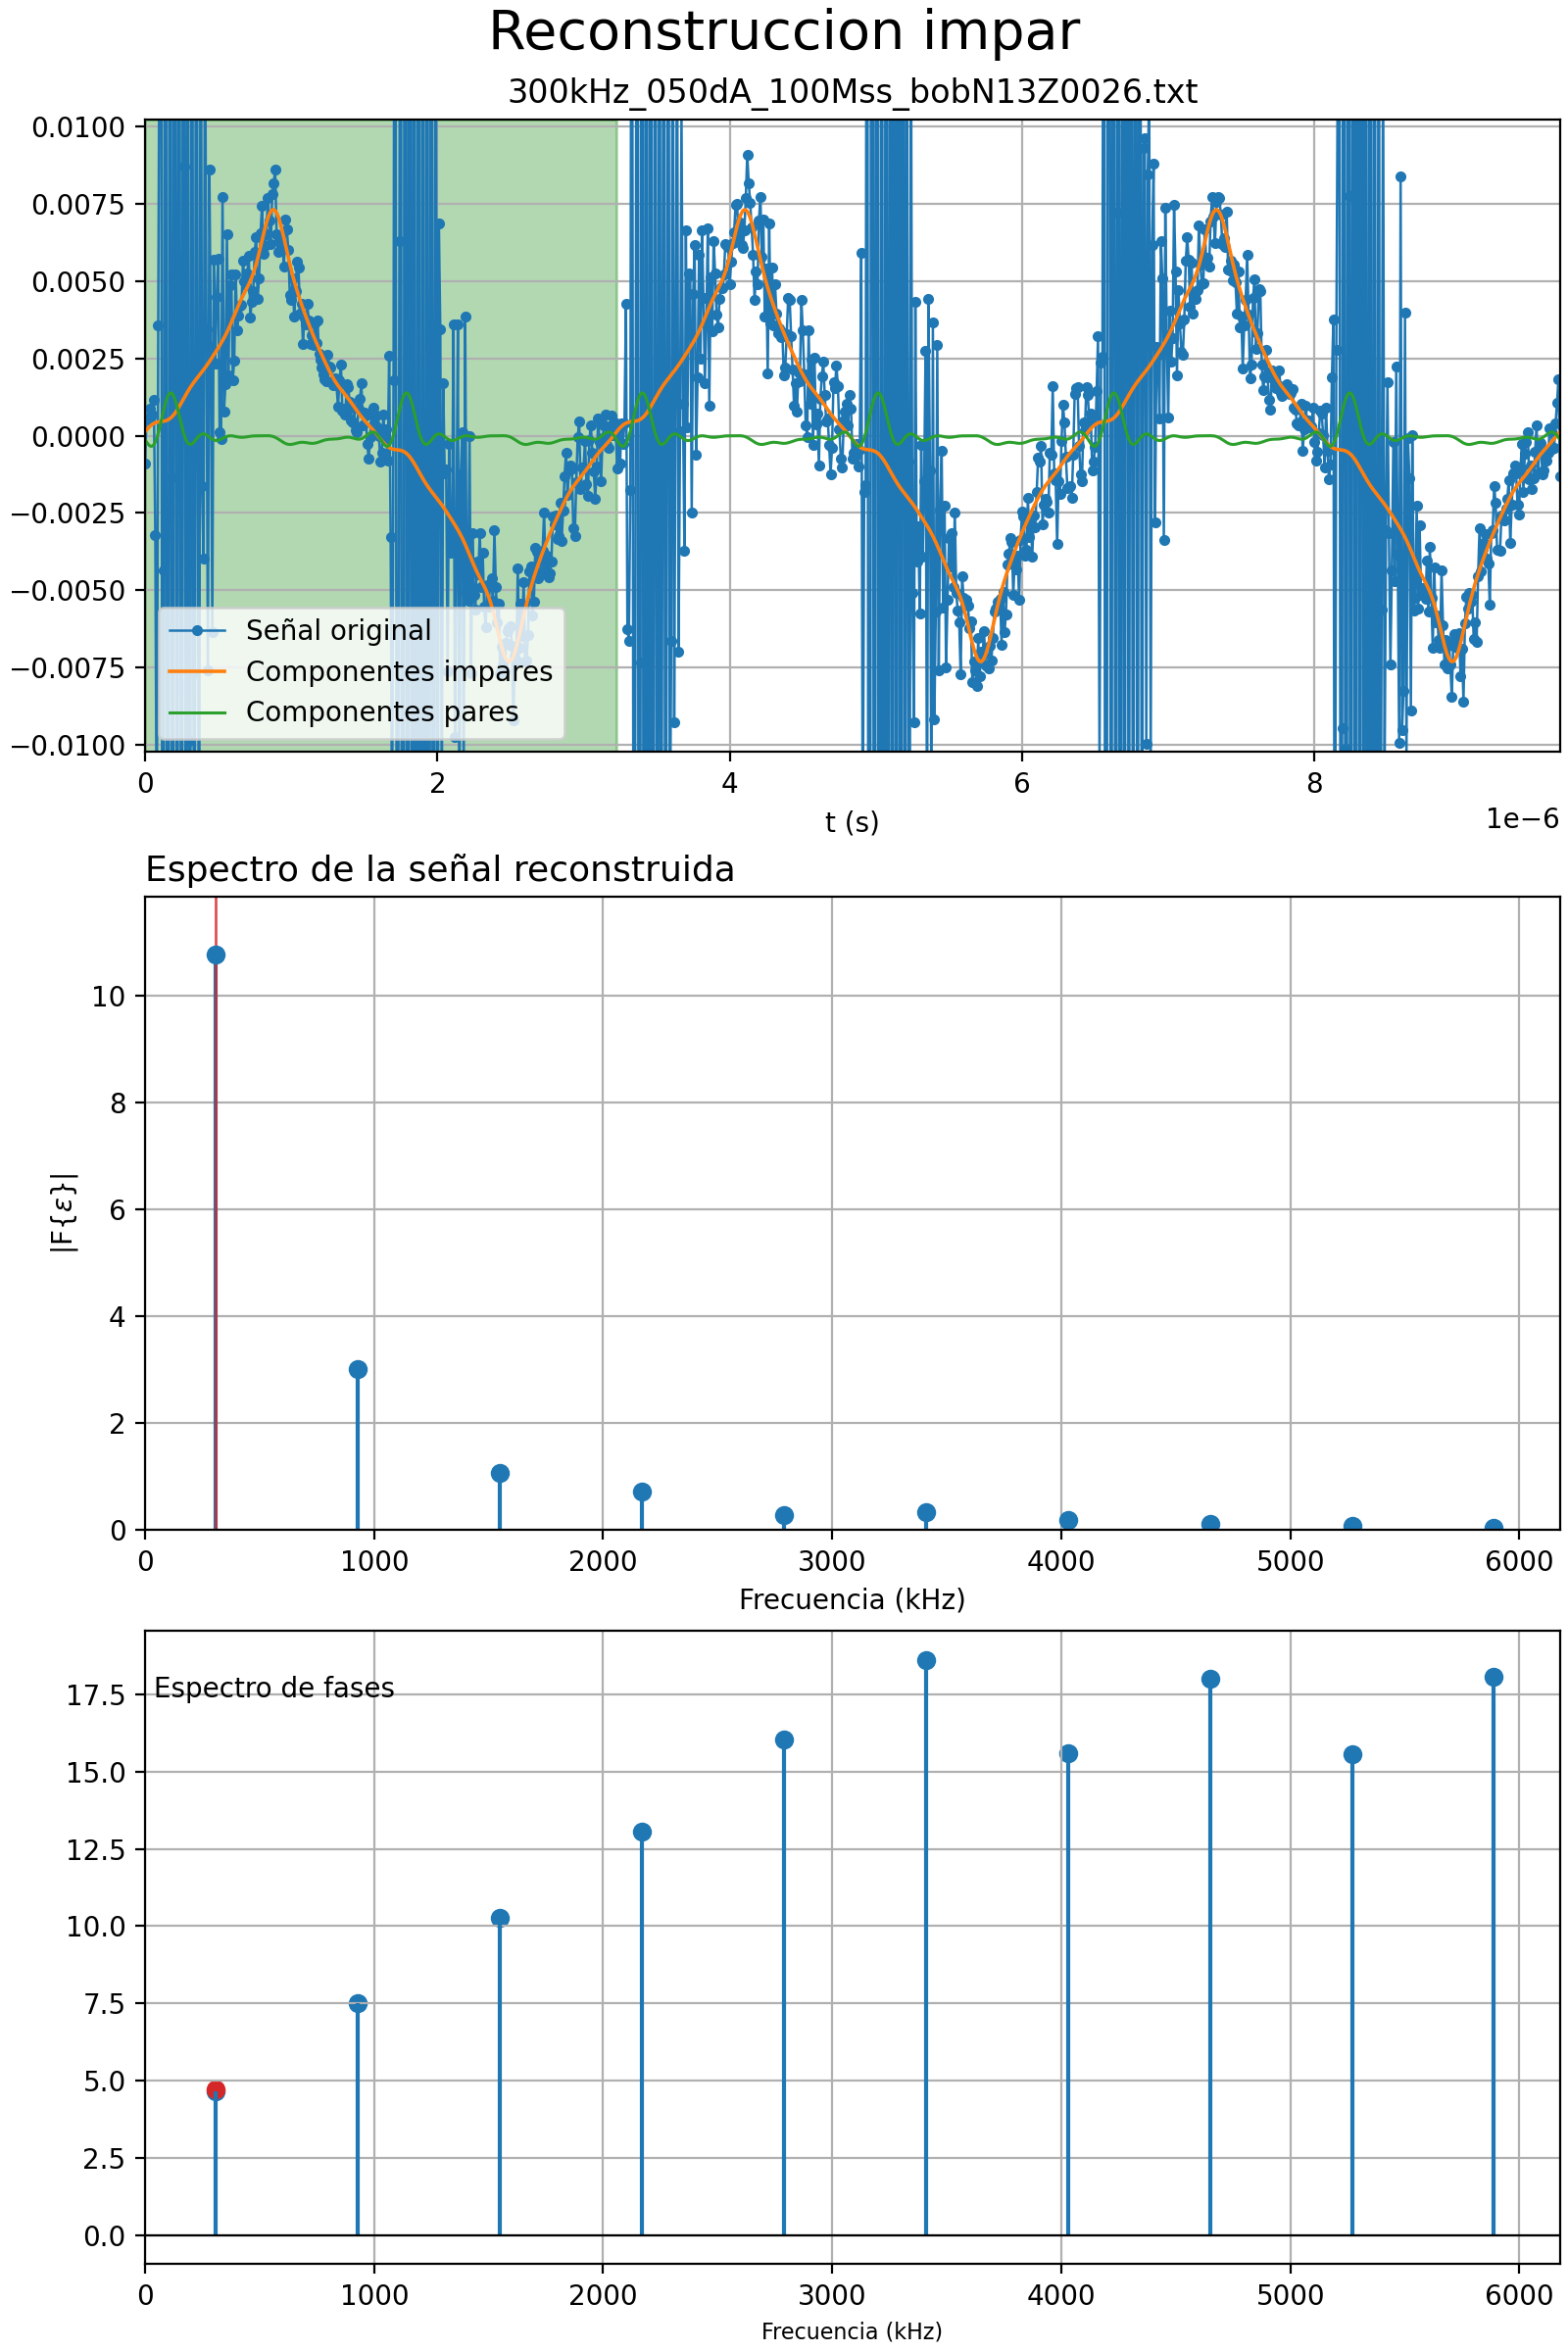 Reconstruccion impar
300kHz_050dA_100Mss_bobN13Z0026.txt
0.0100
0.0075
0.0050
0.0025
0.0000
−0.0025
−0.0050
−0.0075
−0.0100
Señal original
Componentes impares
Componentes pares
0 2 4 6 8
1e−6
t (s)
Espectro de la señal reconstruida
10
8
6
4
2
0
|F{ε}|
0 1000 2000 3000 4000 5000 6000
Frecuencia (kHz)
Espectro de fases
17.5
15.0
12.5
10.0
7.5
5.0
2.5
0.0
0 1000 2000 3000 4000 5000 6000
Frecuencia (kHz)